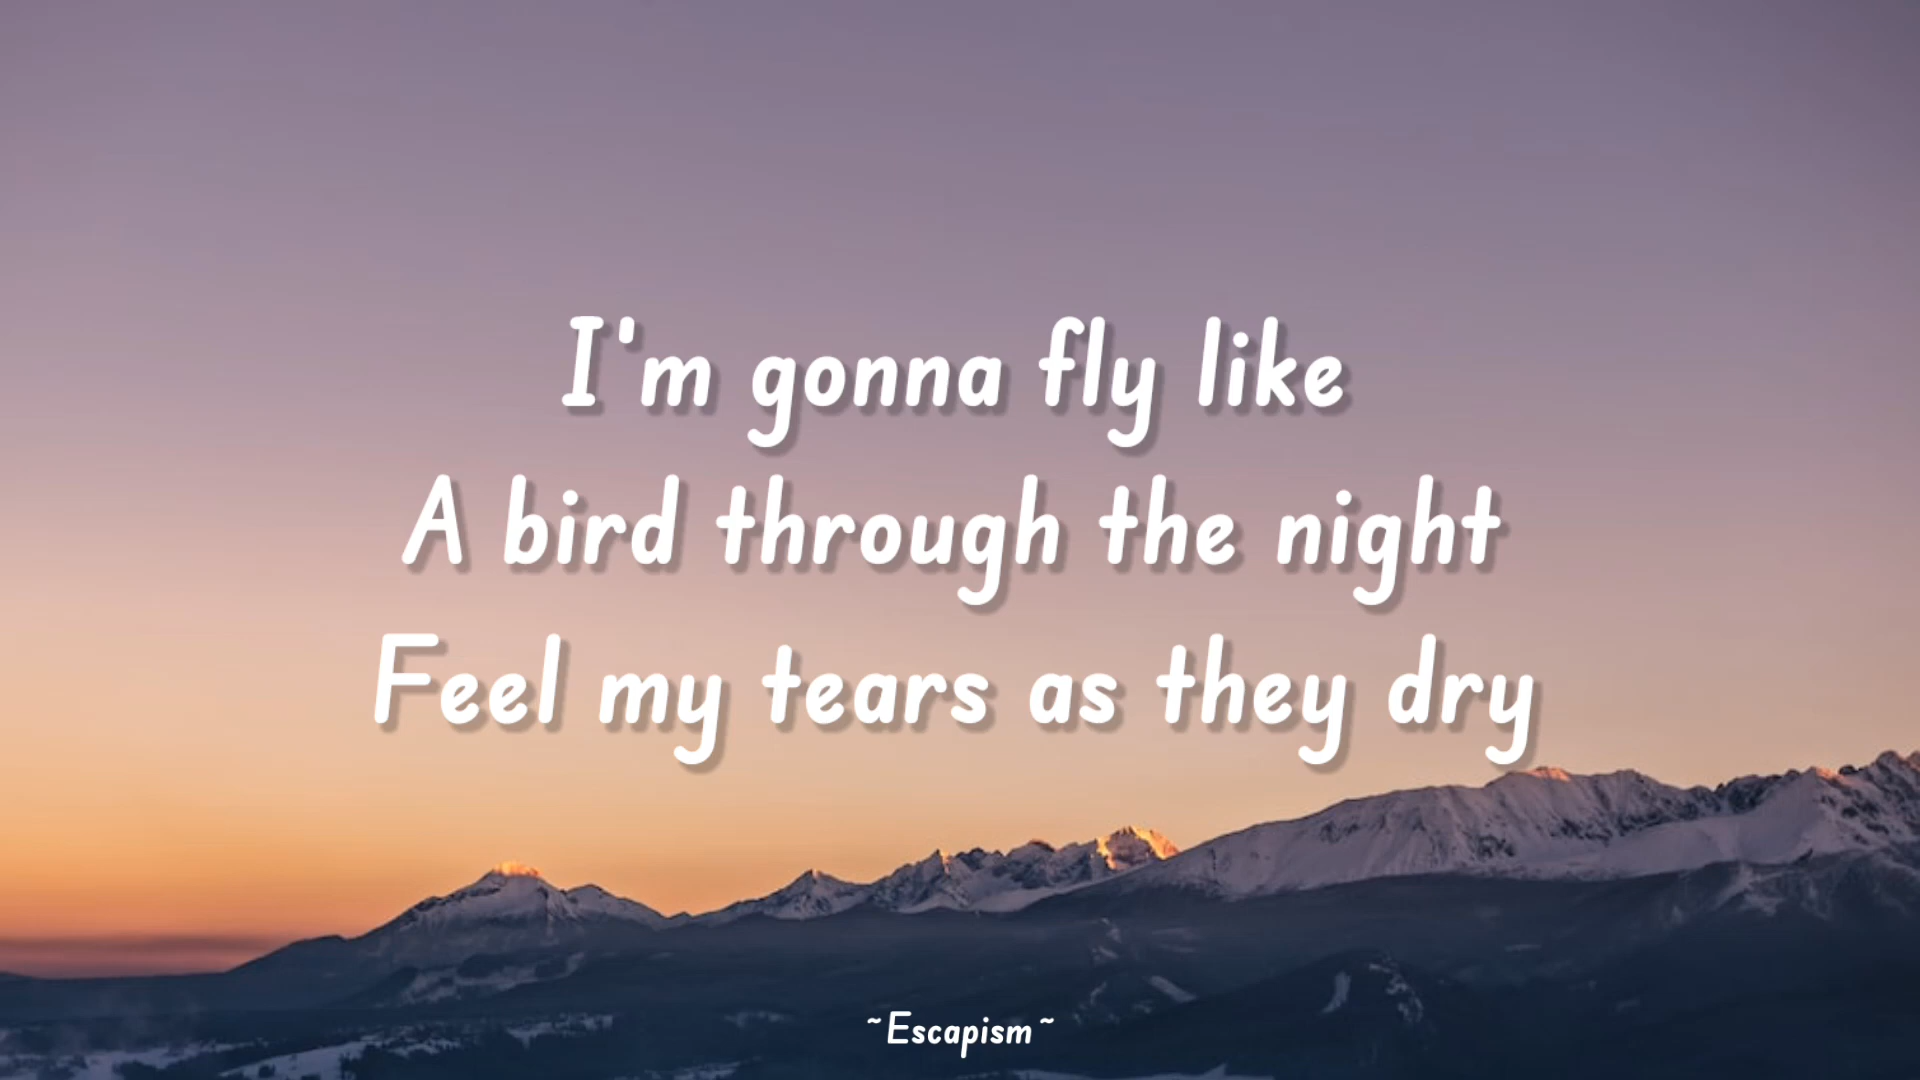 I'm gonna fly like
A bird through the night
Feel my tears as they dry
~Escapism~